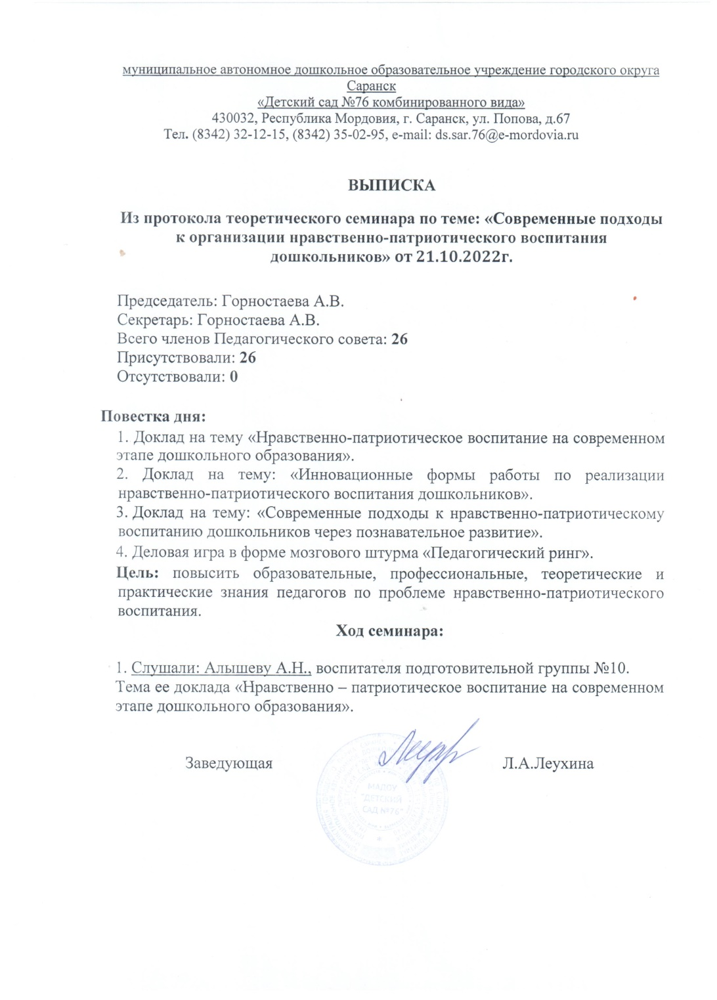 муниципальное автономное дошкольное образовательное учреждение городского округа
Саранск
«Детский сад №76 комбинированного вида»
430032, Республика Мордовия, г. Саранск, ул. Попова, д.67
Тел. (8342) 32-12-15, (8342) 35-02-95, e-mail: ds.sar.76@e-mordovia.ru
ВЫПИСКА
Из протокола теоретического семинара по теме: «Современные подходы
к организации нравственно-патриотического воспитания
дошкольников» от 21.10.2022г.
Председатель: Горностаева А.В.
Секретарь: Горностаева А.В.
Всего членов Педагогического совета: 26
Присутствовали: 26
Отсутствовали: 0
Повестка дня:
1. Доклад на тему «Нравственно-патриотическое воспитание на современном
этапе дошкольного образования».
2. Доклад на тему: «Инновационные формы работы по реализации
нравственно-патриотического воспитания дошкольников».
3. Доклад на тему: «Современные подходы к нравственно-патриотическому
воспитанию дошкольников через познавательное развитие».
4. Деловая игра в форме мозгового штурма «Педагогический ринг».
Цель: повысить образовательные, профессиональные, теоретические и
практические знания педагогов по проблеме нравственно-патриотического
воспитания.
Ход семинара:
1. Слушали: Алышеву А.Н., воспитателя подготовительной группы №10.
Тема ее доклада «Нравственно – патриотическое воспитание на современном
этапе дошкольного образования».
Заведующая Л.А.Леухина
МАДОУ
"ДЕТСКИЙ
САД №76"